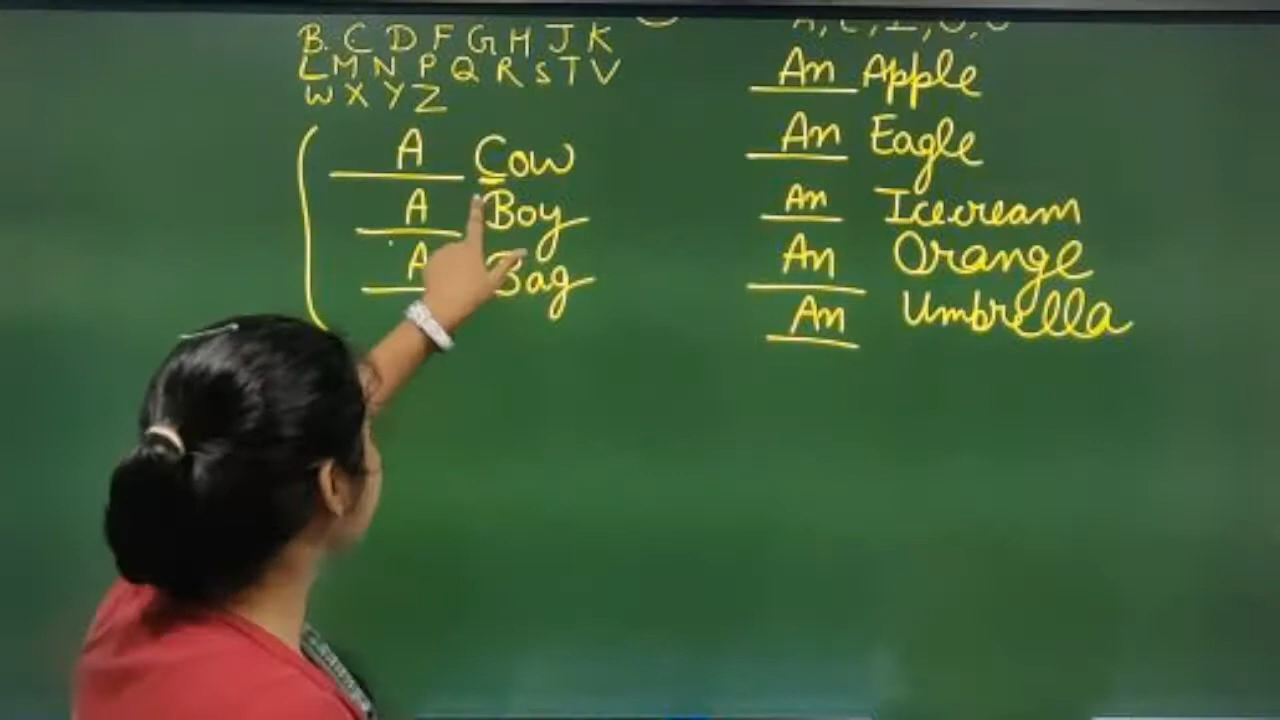 B. C D F G H J K
L M N P Q R S T V
W X Y Z
A Cow
A Boy
A Bag
A, E, I, O, U
An Apple
An Eagle
An Icecream
An Orange
An Umbrella